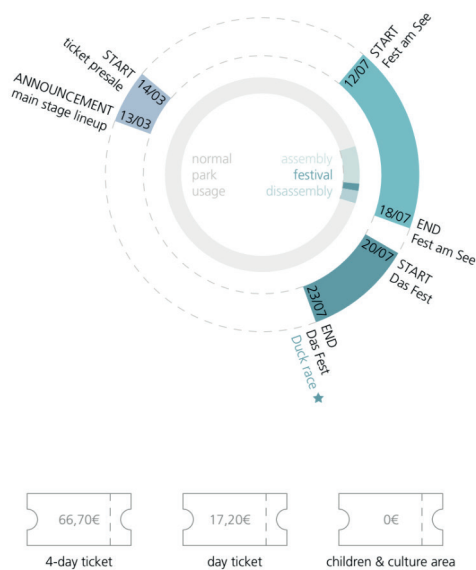 START
ticket presale
14/03
ANNOUNCEMENT
main stage lineup
13/03
START
Fest am See
12/07
normal
park
usage
assembly
festival
disassembly
18/07
END
Fest am See
20/07
START
Das Fest
23/07
END
Das Fest
Duck race
66,70€
4-day ticket
17,20€
day ticket
0€
children & culture area